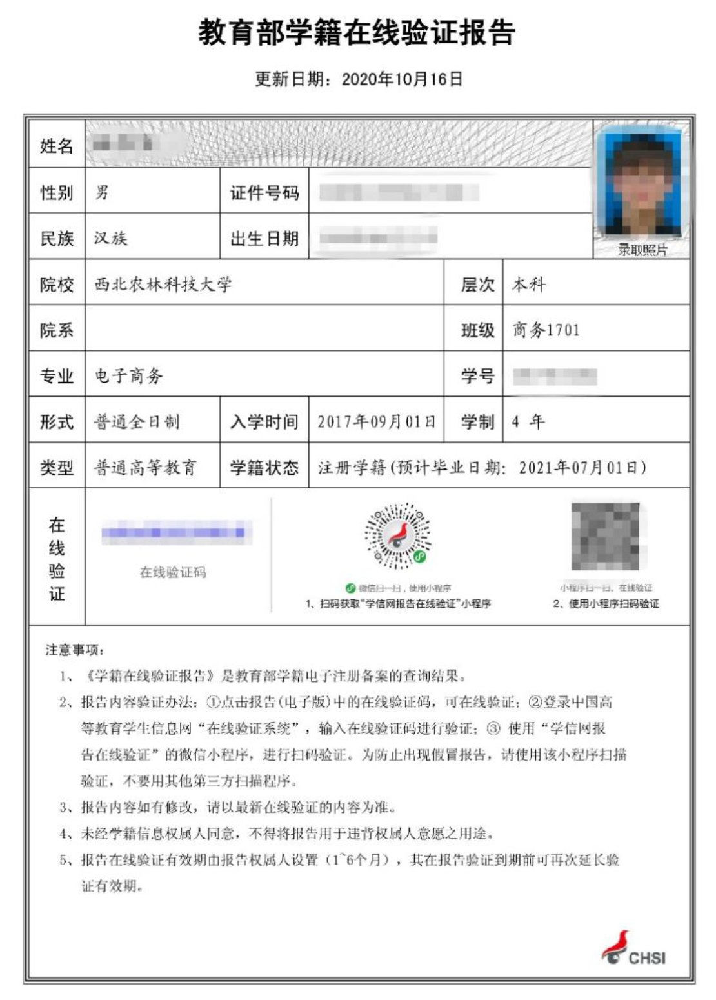 教育部学籍在线验证报告
更新日期：2020年10月16日
姓名
性别 男 证件号码
民族 汉族 出生日期
录取照片
院校 西北农林科技大学 层次 本科
院系 班级 商务1701
专业 电子商务 学号
形式 普通全日制 入学时间 2017年09月01日 学制 4 年
类型 普通高等教育 学籍状态 注册学籍(预计毕业日期: 2021年07月01日)
在线验证
在线验证码
微信扫一扫，使用小程序
1、扫码获取“学信网报告在线验证”小程序
小程序扫一扫，在线验证
2、使用小程序扫码验证
注意事项：
1、《学籍在线验证报告》是教育部学籍电子注册备案的查询结果。
2、报告内容验证办法：①点击报告(电子版)中的在线验证码，可在线验证；②登录中国高
等教育学生信息网“在线验证系统”，输入在线验证码进行验证；③ 使用“学信网报
告在线验证”的微信小程序，进行扫码验证。为防止出现假冒报告，请使用该小程序扫描
验证，不要用其他第三方扫描程序。
3、报告内容如有修改，请以最新在线验证的内容为准。
4、未经学籍信息权属人同意，不得将报告用于违背权属人意愿之用途。
5、报告在线验证有效期由报告权属人设置（1~6个月），其在报告验证到期前可再次延长验
证有效期。
CHSI